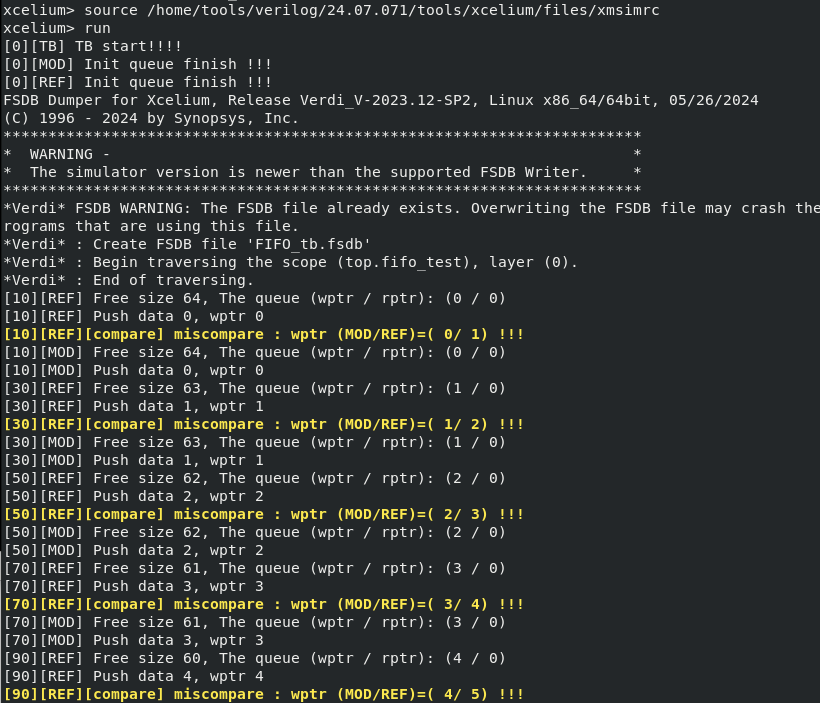 xcelium> source /home/tools/verilog/24.07.071/tools/xcelium/files/xmsimrc
xcelium> run
[0][TB] TB start!!!!
[0][MOD] Init queue finish !!!
[0][REF] Init queue finish !!!
FSDB Dumper for Xcelium, Release Verdi_V-2023.12-SP2, Linux x86_64/64bit, 05/26/2024
(C) 1996 - 2024 by Synopsys, Inc.
***********************************************************************
*  WARNING -                                                          *
*  The simulator version is newer than the supported FSDB Writer.     *
***********************************************************************
*Verdi* FSDB WARNING: The FSDB file already exists. Overwriting the FSDB file may crash the
rograms that are using this file.
*Verdi* : Create FSDB file 'FIFO_tb.fsdb'
*Verdi* : Begin traversing the scope (top.fifo_test), layer (0).
*Verdi* : End of traversing.
[10][REF] Free size 64, The queue (wptr / rptr): (0 / 0)
[10][REF] Push data 0, wptr 0
[10][REF][compare] miscompare : wptr (MOD/REF)=( 0/ 1) !!!
[10][MOD] Free size 64, The queue (wptr / rptr): (0 / 0)
[10][MOD] Push data 0, wptr 0
[30][REF] Free size 63, The queue (wptr / rptr): (1 / 0)
[30][REF] Push data 1, wptr 1
[30][REF][compare] miscompare : wptr (MOD/REF)=( 1/ 2) !!!
[30][MOD] Free size 63, The queue (wptr / rptr): (1 / 0)
[30][MOD] Push data 1, wptr 1
[50][REF] Free size 62, The queue (wptr / rptr): (2 / 0)
[50][REF] Push data 2, wptr 2
[50][REF][compare] miscompare : wptr (MOD/REF)=( 2/ 3) !!!
[50][MOD] Free size 62, The queue (wptr / rptr): (2 / 0)
[50][MOD] Push data 2, wptr 2
[70][REF] Free size 61, The queue (wptr / rptr): (3 / 0)
[70][REF] Push data 3, wptr 3
[70][REF][compare] miscompare : wptr (MOD/REF)=( 3/ 4) !!!
[70][MOD] Free size 61, The queue (wptr / rptr): (3 / 0)
[70][MOD] Push data 3, wptr 3
[90][REF] Free size 60, The queue (wptr / rptr): (4 / 0)
[90][REF] Push data 4, wptr 4
[90][REF][compare] miscompare : wptr (MOD/REF)=( 4/ 5) !!!